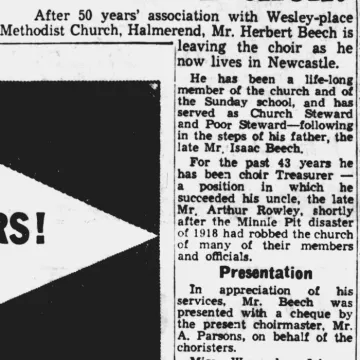 After 50 years' association with Wesley-place
Methodist Church, Halmerend, Mr. Herbert Beech is
leaving the choir as he
now lives in Newcastle.
He has been a life-long
member of the church and of
the Sunday school, and has
served as Church Steward
and Poor Steward—following
in the steps of his father, the
late Mr. Isaac Beech.
For the past 43 years he
has been choir Treasurer —
a position in which he
succeeded his uncle, the late
Mr. Arthur Rowley, shortly
after the Minnie Pit disaster
of 1918 had robbed the church
of many of their members
and officials.
Presentation
In appreciation of his
services, Mr. Beech was
presented with a cheque by
the present choirmaster, Mr.
A. Parsons, on behalf of the
choristers.
RS!